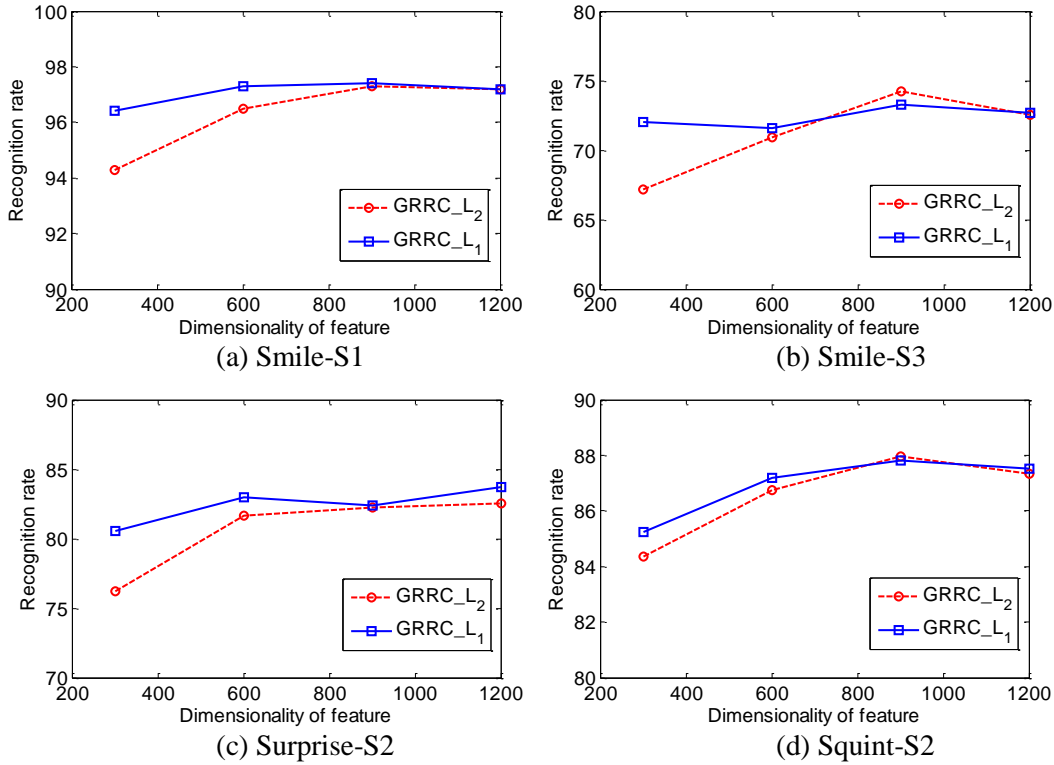 100
98
96
94
92
90
Recognition rate
200 400 600 800 1000 1200
Dimensionality of feature
GRRC_L2
GRRC_L1
(a) Smile-S1
80
75
70
65
60
Recognition rate
200 400 600 800 1000 1200
Dimensionality of feature
GRRC_L2
GRRC_L1
(b) Smile-S3
90
85
80
75
70
Recognition rate
200 400 600 800 1000 1200
Dimensionality of feature
GRRC_L2
GRRC_L1
(c) Surprise-S2
90
88
86
84
82
80
Recognition rate
200 400 600 800 1000 1200
Dimensionality of feature
GRRC_L2
GRRC_L1
(d) Squint-S2